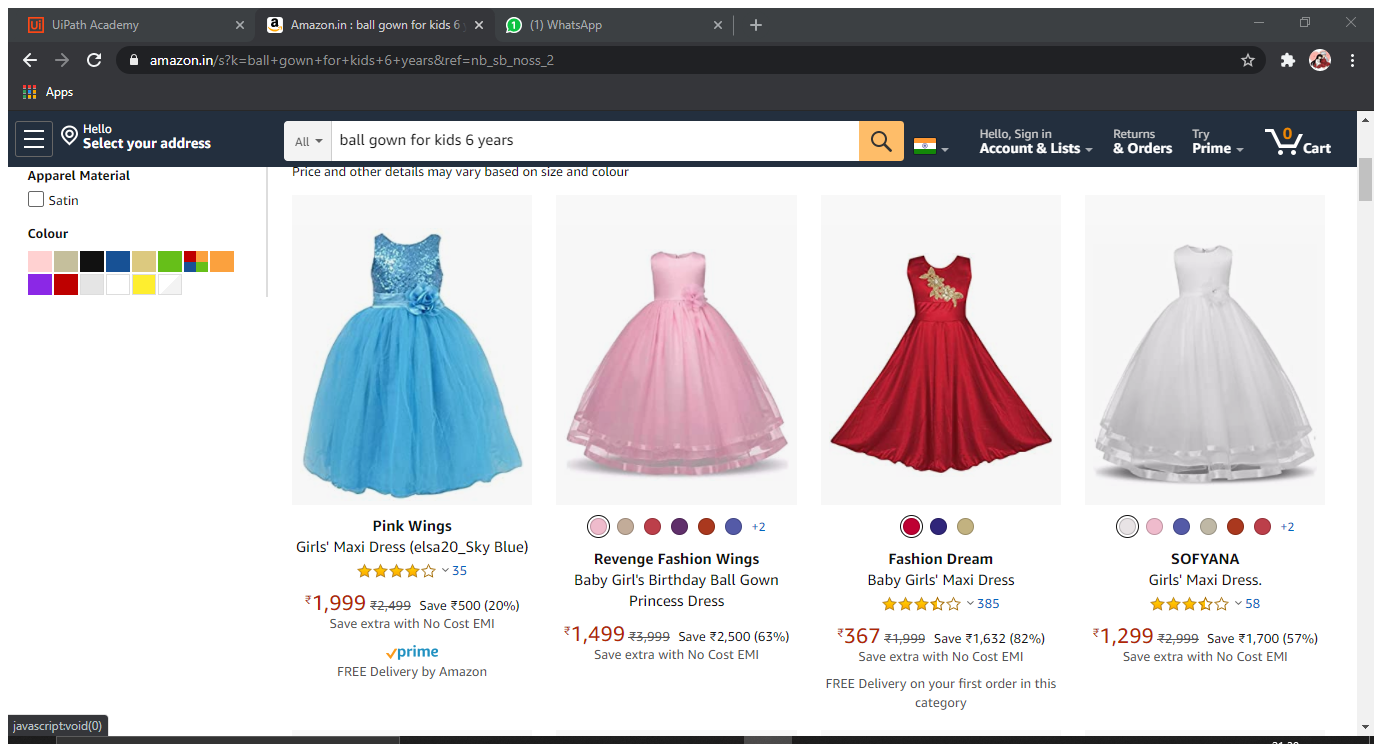 UiPath Academy
Amazon.in : ball gown for kids 6
(1) WhatsApp
amazon.in/s?k=ball+gown+for+kids+6+years&ref=nb_sb_noss_2
Apps
Hello
Select your address
All
ball gown for kids 6 years
Hello, Sign in
Account & Lists
Returns
& Orders
Try
Prime
0
Cart
Apparel Material
Satin
Colour
Price and other details may vary based on size and colour
Pink Wings
Girls' Maxi Dress (elsa20_Sky Blue)
35
₹1,999 ₹2,499 Save ₹500 (20%)
Save extra with No Cost EMI
prime
FREE Delivery by Amazon
+2
Revenge Fashion Wings
Baby Girl's Birthday Ball Gown
Princess Dress
₹1,499 ₹3,999 Save ₹2,500 (63%)
Save extra with No Cost EMI
Fashion Dream
Baby Girls' Maxi Dress
385
₹367 ₹1,999 Save ₹1,632 (82%)
Save extra with No Cost EMI
FREE Delivery on your first order in this
category
+2
SOFYANA
Girls' Maxi Dress.
58
₹1,299 ₹2,999 Save ₹1,700 (57%)
Save extra with No Cost EMI
javascript:void(0)